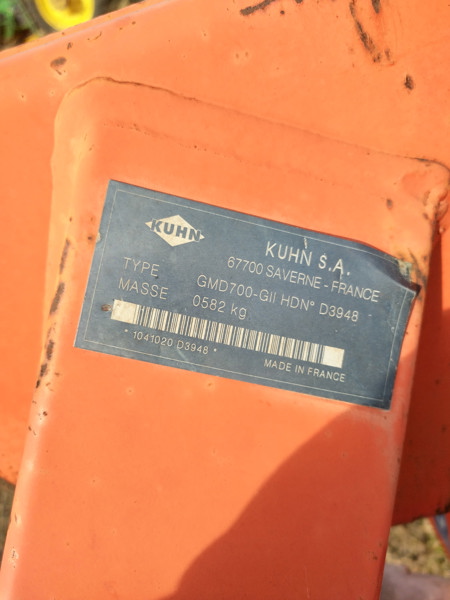 KUHN
KUHN S.A.
67700 SAVERNE - FRANCE
TYPE GMD700-GII HDN° D3948
MASSE 0582 kg
* 1041020 D3948 *
MADE IN FRANCE